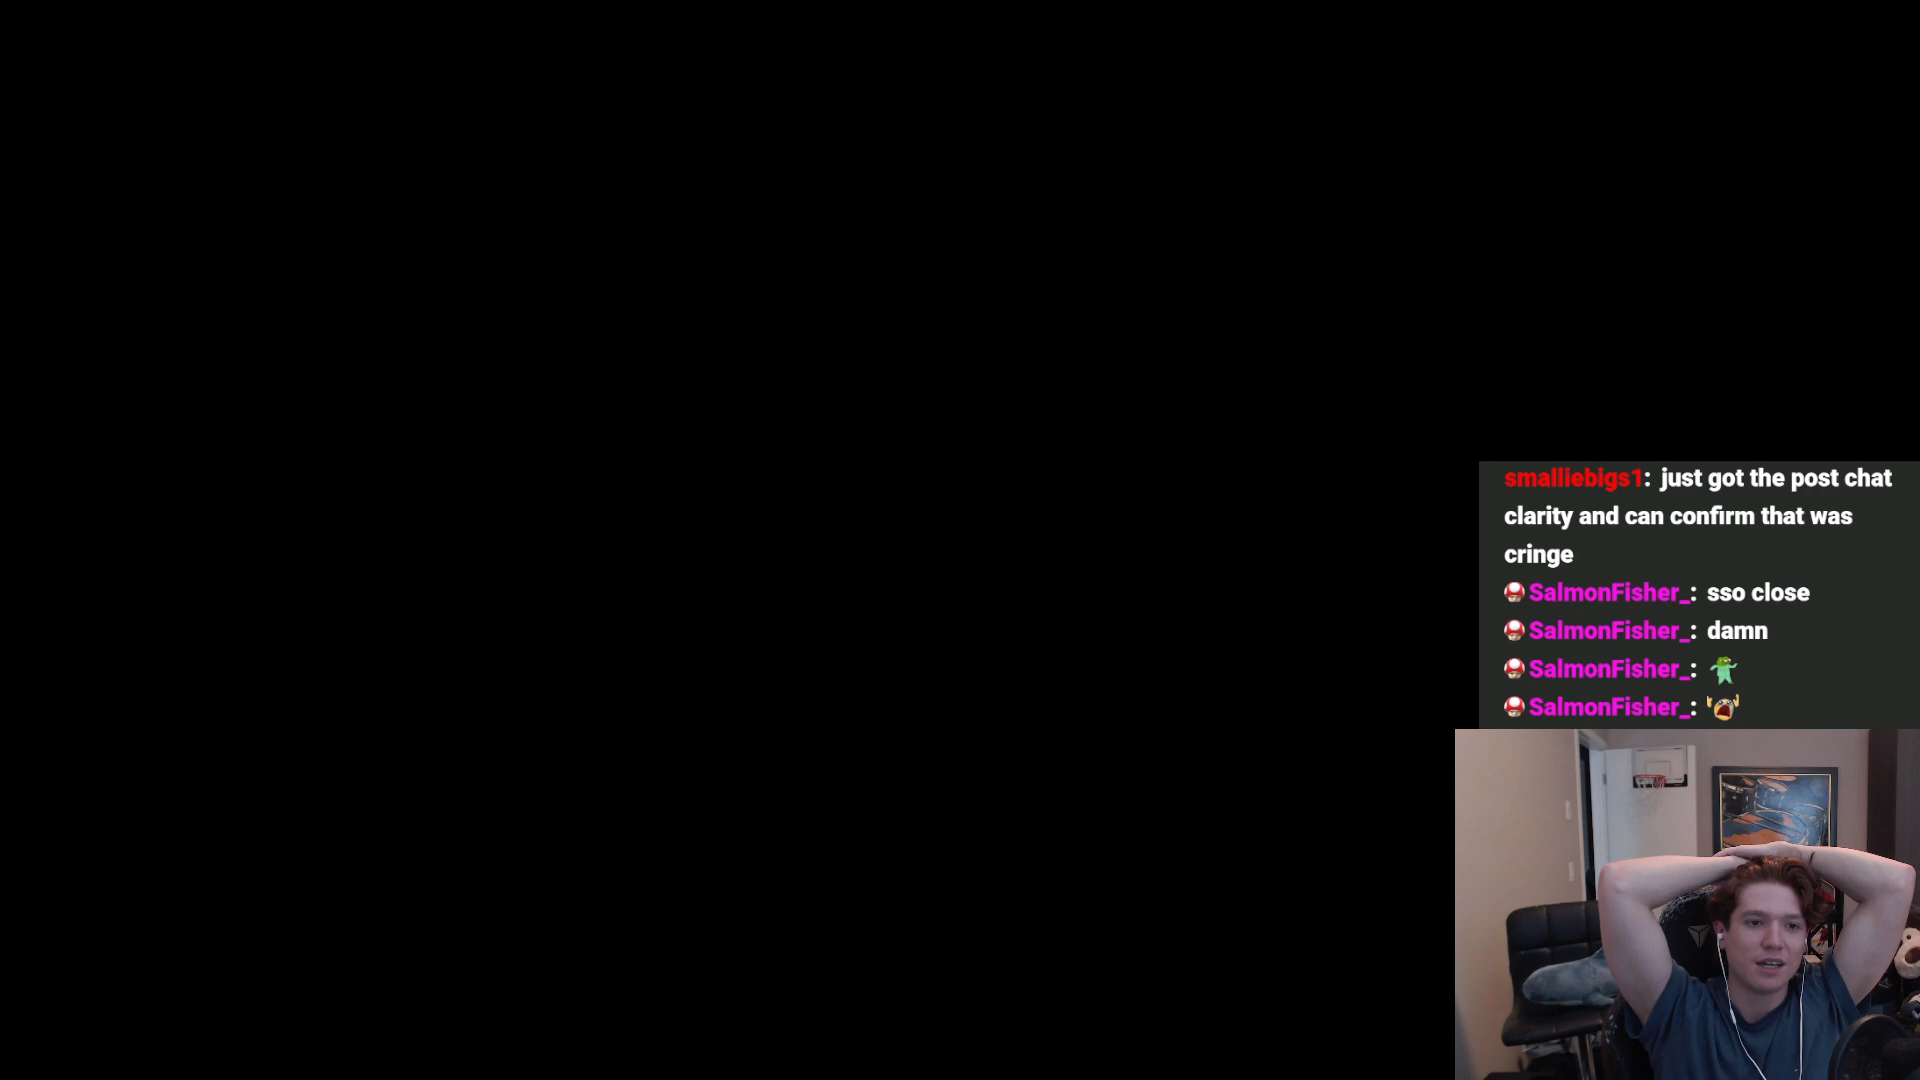 smalliebigs1: just got the post chat
clarity and can confirm that was
cringe
SalmonFisher_: sso close
SalmonFisher_: damn
SalmonFisher_:
SalmonFisher_: